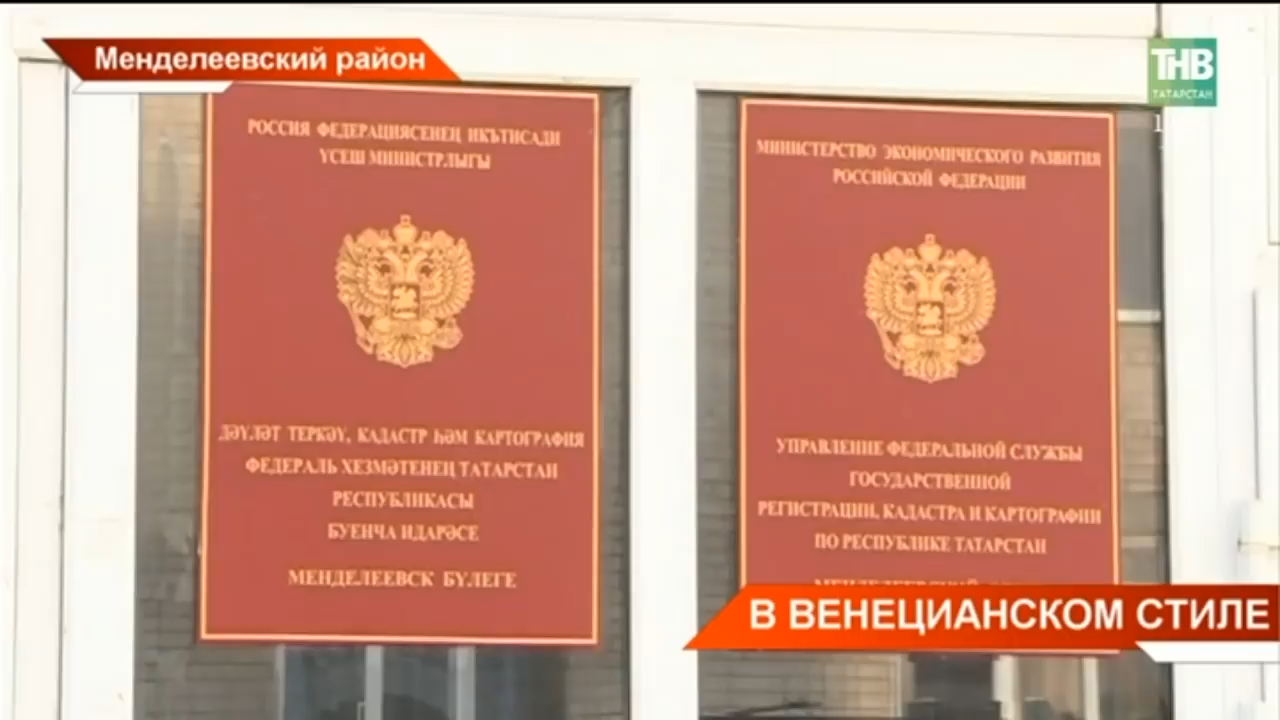 Менделеевский район
ТНВ
ТАТАРСТАН
РОССИЯ ФЕДЕРАЦИЯСЕНЕҢ ИКЪТИСАДИ
ҮСЕШ МИНИСТРЛЫГЫ
ДӘҮЛӘТ ТЕРКӘҮ, КАДАСТР ҺӘМ КАРТОГРАФИЯ
ФЕДЕРАЛЬ ХЕЗМӘТЕНЕҢ ТАТАРСТАН
РЕСПУБЛИКАСЫ
БУЕНЧА ИДАРӘСЕ
МЕНДЕЛЕЕВСК БҮЛЕГЕ
МИНИСТЕРСТВО ЭКОНОМИЧЕСКОГО РАЗВИТИЯ
РОССИЙСКОЙ ФЕДЕРАЦИИ
УПРАВЛЕНИЕ ФЕДЕРАЛЬНОЙ СЛУЖБЫ
ГОСУДАРСТВЕННОЙ
РЕГИСТРАЦИИ, КАДАСТРА И КАРТОГРАФИИ
ПО РЕСПУБЛИКЕ ТАТАРСТАН
В ВЕНЕЦИАНСКОМ СТИЛЕ